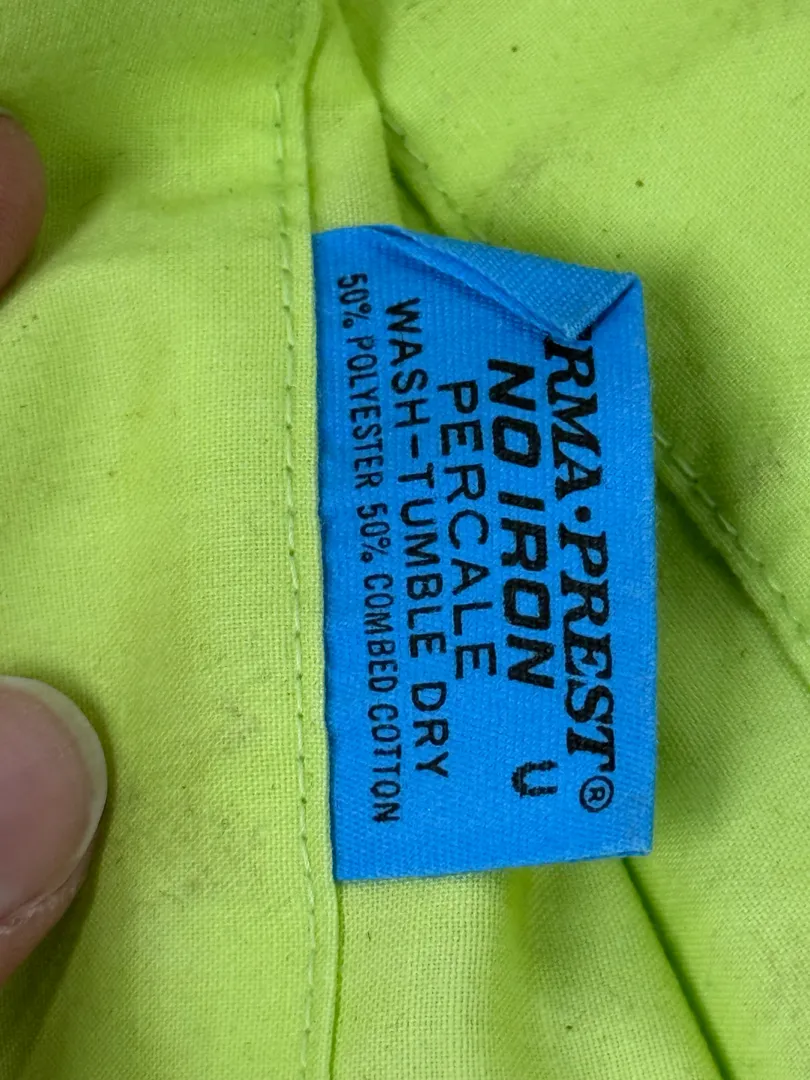 RMA·PREST®
NO IRON U
PERCALE
WASH-TUMBLE DRY
50% POLYESTER 50% COMBED COTTON